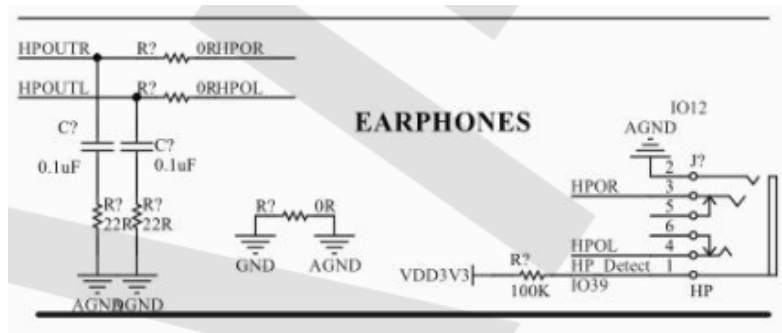 HPOUTR R? 0RHPOR
HPOUTL R? 0RHPOL
EARPHONES
IO12
AGND
C? C?
0.1uF 0.1uF
J?
2
HPOR 3
5
6
HPOL 4
HP_Detect 1
IO39
HP
R? R?
22R 22R
R? 0R
GND AGND
VDD3V3
R?
100K
AGND AGND